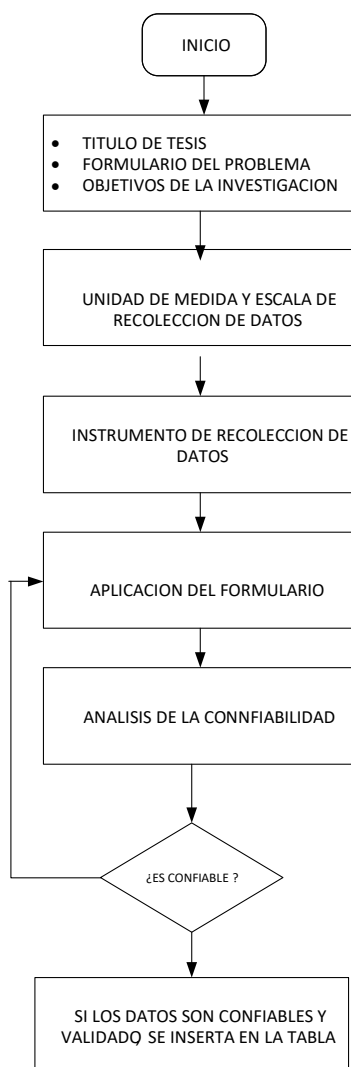 INICIO
• TITULO DE TESIS
• FORMULARIO DEL PROBLEMA
• OBJETIVOS DE LA INVESTIGACION
UNIDAD DE MEDIDA Y ESCALA DE
RECOLECCION DE DATOS
INSTRUMENTO DE RECOLECCION DE
DATOS
APLICACION DEL FORMULARIO
ANALISIS DE LA CONNFIABILIDAD
¿ES CONFIABLE ?
SI LOS DATOS SON CONFIABLES Y
VALIDADO, SE INSERTA EN LA TABLA